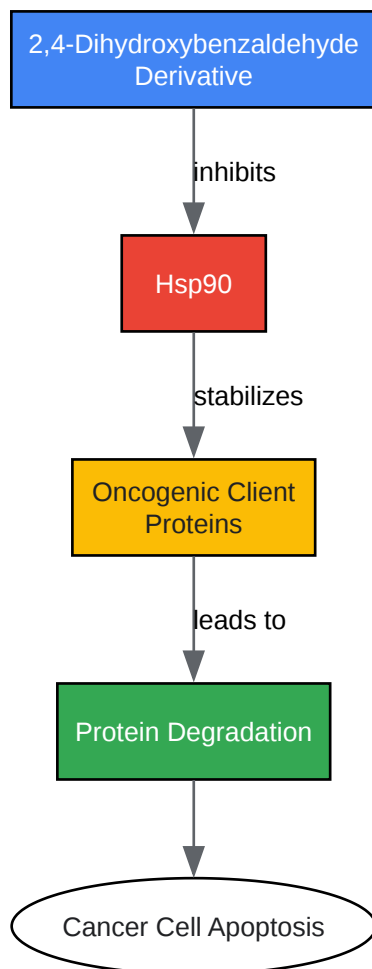 2,4-Dihydroxybenzaldehyde
Derivative
inhibits
Hsp90
stabilizes
Oncogenic Client
Proteins
leads to
Protein Degradation
Cancer Cell Apoptosis